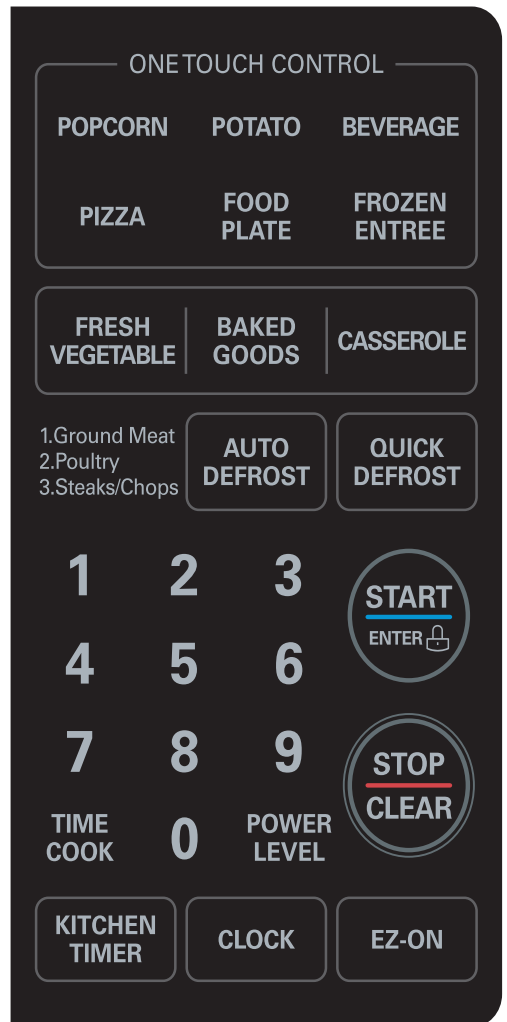 ONE TOUCH CONTROL
POPCORN POTATO BEVERAGE
PIZZA
FOOD
PLATE
FROZEN
ENTREE
FRESH
VEGETABLE
BAKED
GOODS
CASSEROLE
1.Ground Meat
2.Poultry
3.Steaks/Chops
AUTO
DEFROST
QUICK
DEFROST
1 2 3
4 5 6
7 8 9
TIME
COOK
0
POWER
LEVEL
START
ENTER
STOP
CLEAR
KITCHEN
TIMER
CLOCK
EZ-ON